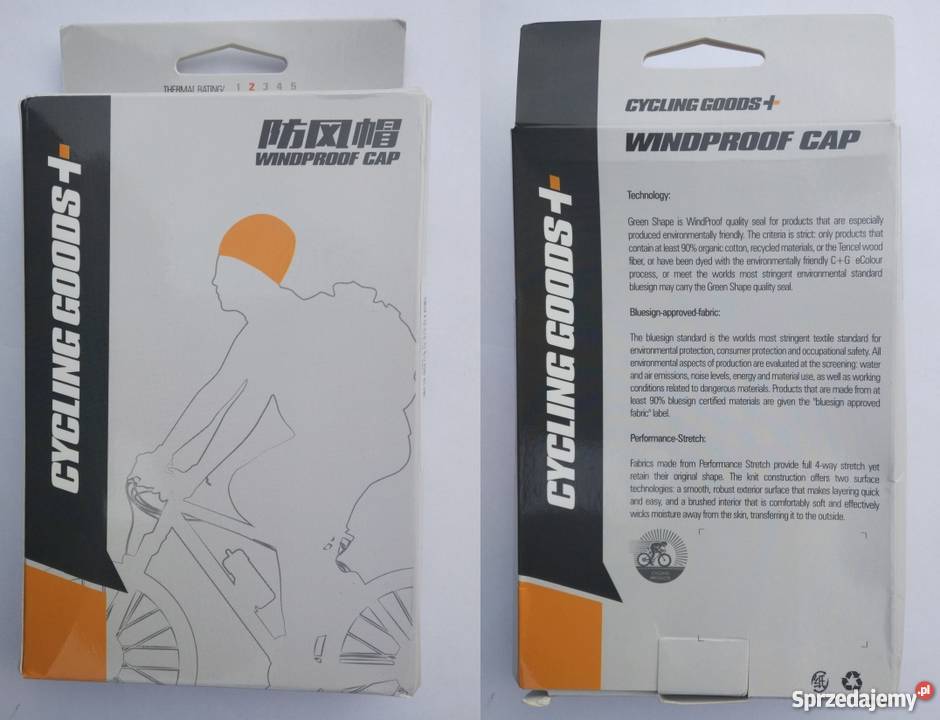 THERMAL RATING/ 1 2 3 4 5
防风帽
WINDPROOF CAP
CYCLING GOODS+
CYCLING GOODS+
WINDPROOF CAP
CYCLING GOODS+
Technology:
Green Shape is WindProof quality seal for products that are especially
produced environmentally friendly. The criteria is strict: only products that
contain at least 90% organic cotton, recycled materials, or the Tencel wood
fiber, or have been dyed with the environmentally friendly C+G eColour
process, or meet the worlds most stringent environmental standard
bluesign may carry the Green Shape quality seal.
Bluesign-approved-fabric:
The bluesign standard is the worlds most stringent textile standard for
environmental protection, consumer protection and occupational safety. All
environmental aspects of production are evaluated at the screening: water
and air emissions, noise levels, energy and material use, as well as working
conditions related to dangerous materials. Products that are made from at
least 90% bluesign certified materials are given the "bluesign approved
fabric" label.
Performance-Stretch:
Fabrics made from Performance Stretch provide full 4-way stretch yet
retain their original shape. The knit construction offers two surface
technologies: a smooth, robust exterior surface that makes layering quick
and easy, and a brushed interior that is comfortably soft and effectively
wicks moisture away from the skin, transferring it to the outside.
CYCLING
PRODUCTS
纸
Sprzedajemy.pl